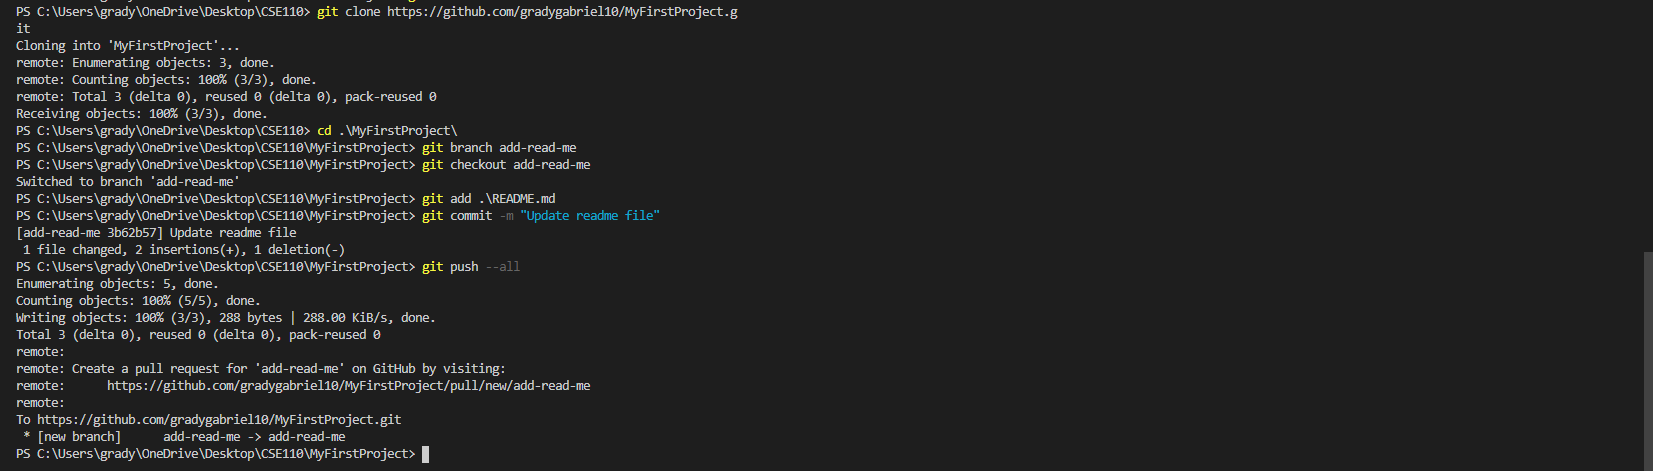 PS C:\Users\grady\OneDrive\Desktop\CSE110> git clone https://github.com/gradygabriel10/MyFirstProject.g
it
Cloning into 'MyFirstProject'...
remote: Enumerating objects: 3, done.
remote: Counting objects: 100% (3/3), done.
remote: Total 3 (delta 0), reused 0 (delta 0), pack-reused 0
Receiving objects: 100% (3/3), done.
PS C:\Users\grady\OneDrive\Desktop\CSE110> cd .\MyFirstProject\
PS C:\Users\grady\OneDrive\Desktop\CSE110\MyFirstProject> git branch add-read-me
PS C:\Users\grady\OneDrive\Desktop\CSE110\MyFirstProject> git checkout add-read-me
Switched to branch 'add-read-me'
PS C:\Users\grady\OneDrive\Desktop\CSE110\MyFirstProject> git add .\README.md
PS C:\Users\grady\OneDrive\Desktop\CSE110\MyFirstProject> git commit -m "Update readme file"
[add-read-me 3b62b57] Update readme file
 1 file changed, 2 insertions(+), 1 deletion(-)
PS C:\Users\grady\OneDrive\Desktop\CSE110\MyFirstProject> git push --all
Enumerating objects: 5, done.
Counting objects: 100% (5/5), done.
Writing objects: 100% (3/3), 288 bytes | 288.00 KiB/s, done.
Total 3 (delta 0), reused 0 (delta 0), pack-reused 0
remote:
remote: Create a pull request for 'add-read-me' on GitHub by visiting:
remote:      https://github.com/gradygabriel10/MyFirstProject/pull/new/add-read-me
remote:
To https://github.com/gradygabriel10/MyFirstProject.git
 * [new branch]      add-read-me -> add-read-me
PS C:\Users\grady\OneDrive\Desktop\CSE110\MyFirstProject>